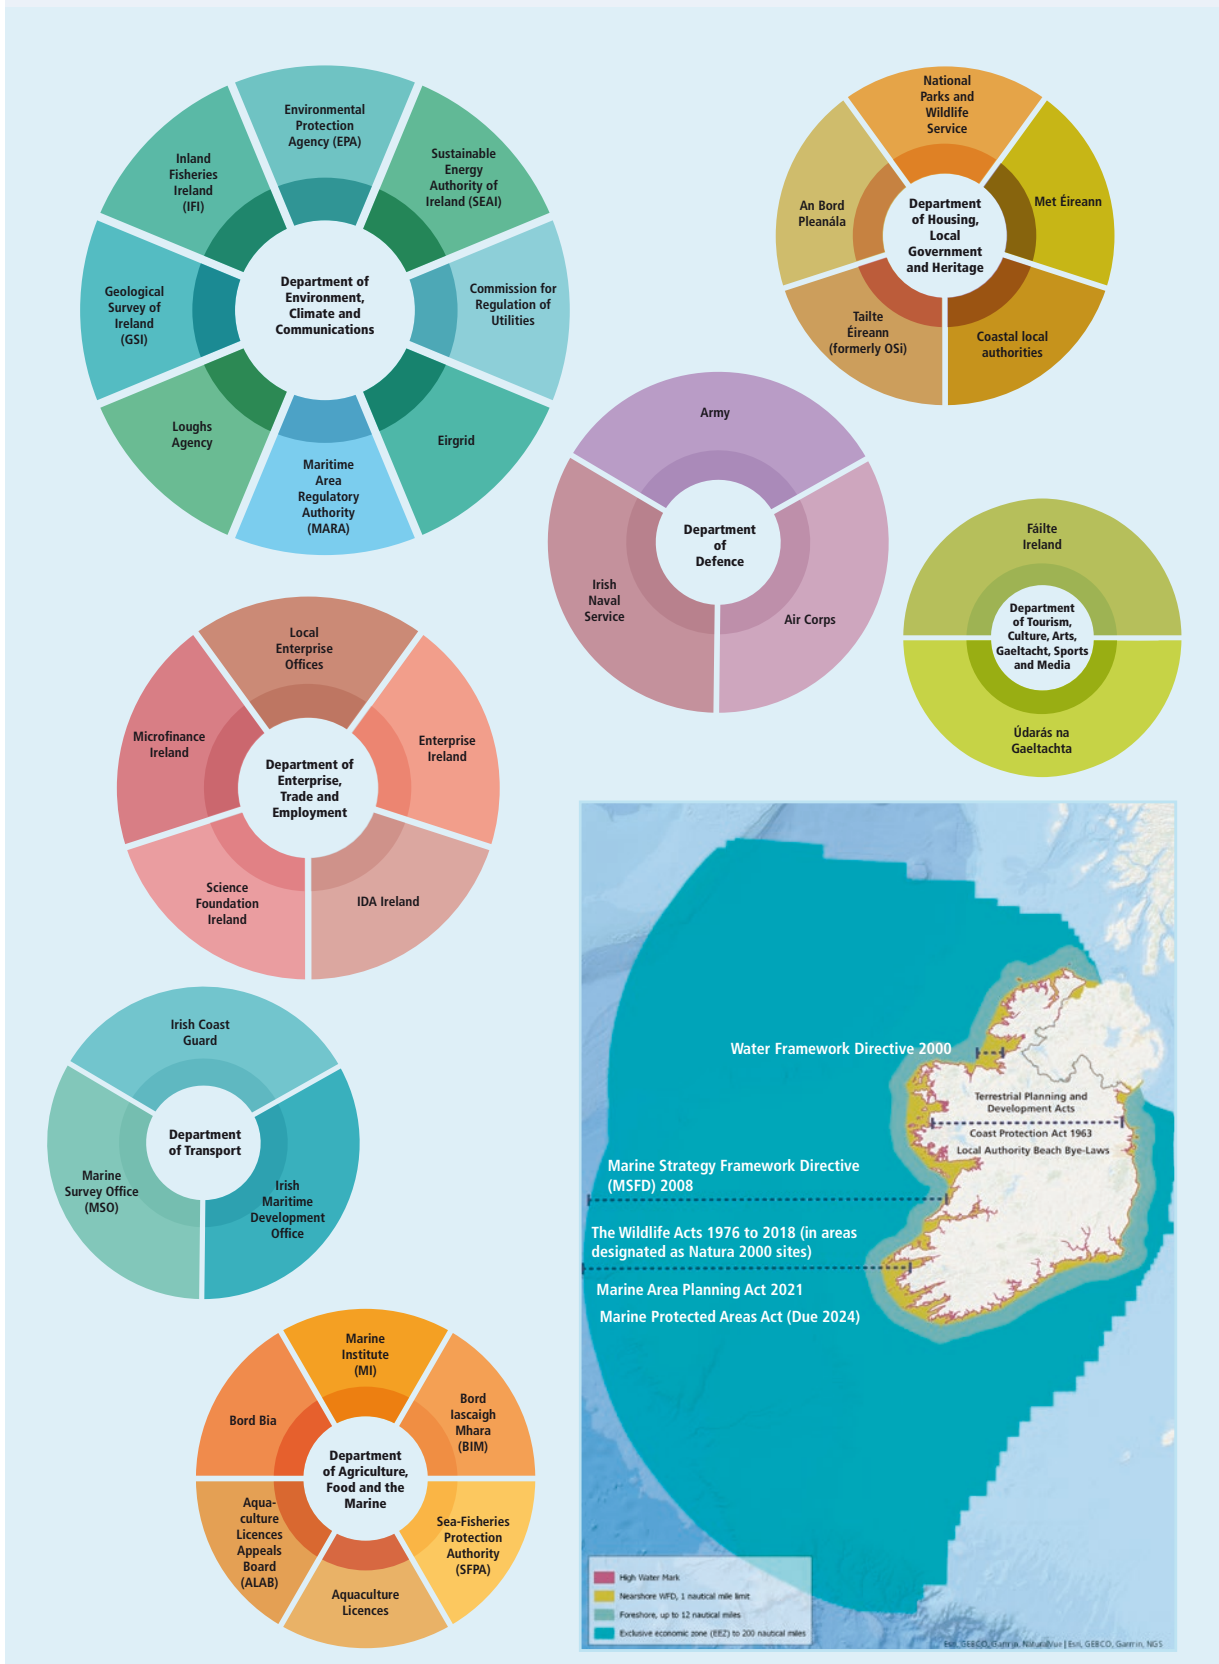 Environmental
Protection
Agency (EPA)
Sustainable
Energy
Authority of
Ireland (SEAI)
Commission for
Regulation of
Utilities
Eirgrid
Maritime
Area
Regulatory
Authority
(MARA)
Loughs
Agency
Geological
Survey of
Ireland
(GSI)
Inland
Fisheries
Ireland
(IFI)
Department of
Environment,
Climate and
Communications
National
Parks and
Wildlife
Service
Met Éireann
Coastal local
authorities
Tailte
Éireann
(formerly OSi)
An Bord
Pleanála
Department
of Housing,
Local
Government
and Heritage
Army
Air Corps
Irish
Naval
Service
Department
of
Defence
Fáilte
Ireland
Department
of Tourism,
Culture, Arts,
Gaeltacht, Sports
and Media
Údarás na
Gaeltachta
Local
Enterprise
Offices
Enterprise
Ireland
IDA Ireland
Science
Foundation
Ireland
Microfinance
Ireland
Department of
Enterprise,
Trade and
Employment
Irish Coast
Guard
Irish
Maritime
Development
Office
Marine
Survey Office
(MSO)
Department
of Transport
Marine
Institute
(MI)
Bord
Iascaigh
Mhara
(BIM)
Sea-Fisheries
Protection
Authority
(SFPA)
Aquaculture
Licences
Aqua-
culture
Licences
Appeals
Board
(ALAB)
Bord Bia
Department
of Agriculture,
Food and the
Marine
Water Framework Directive 2000
Terrestrial Planning and
Development Acts
Coast Protection Act 1963
Local Authority Beach Bye-Laws
Marine Strategy Framework Directive
(MSFD) 2008
The Wildlife Acts 1976 to 2018 (in areas
designated as Natura 2000 sites)
Marine Area Planning Act 2021
Marine Protected Areas Act (Due 2024)
High Water Mark
Nearshore WFD, 1 nautical mile limit
Foreshore, up to 12 nautical miles
Exclusive economic zone (EEZ) to 200 nautical miles
Esri, GEBCO, Garmin, NaturalVue | Esri, GEBCO, Garmin, NGS